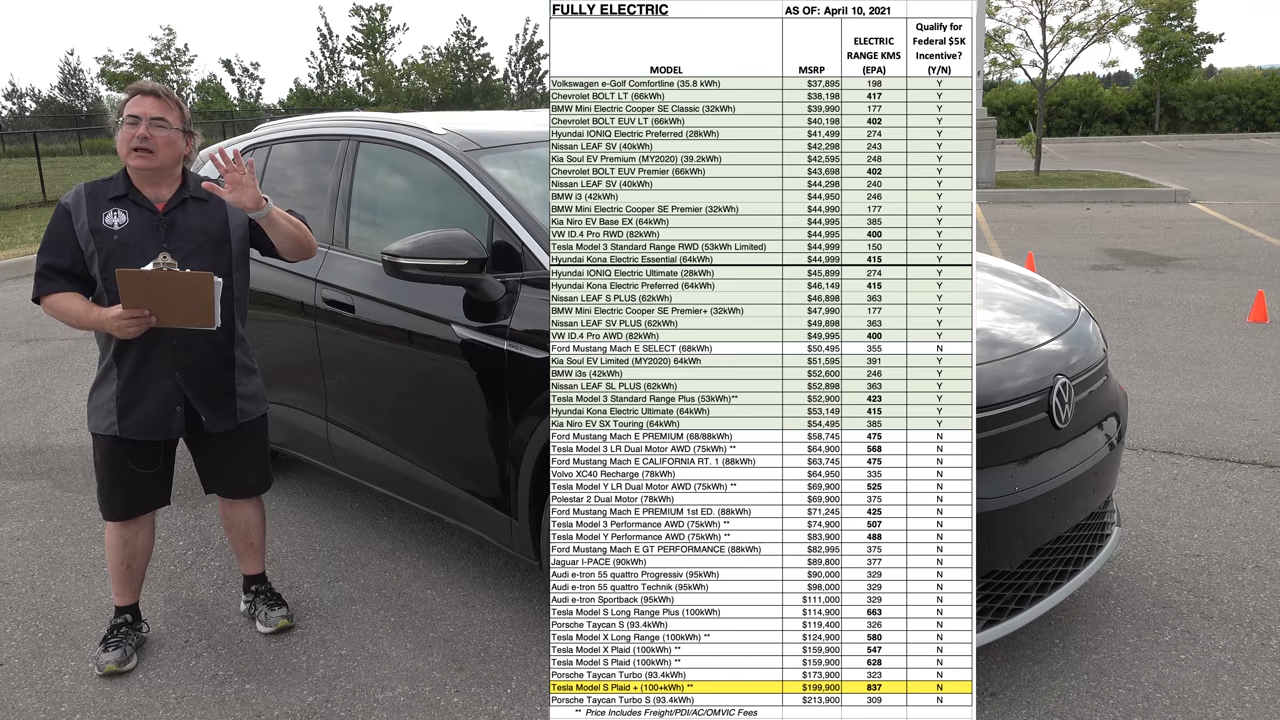 FULLY ELECTRIC AS OF: April 10, 2021
MODEL MSRP ELECTRIC RANGE KMS (EPA) Qualify for Federal $5K Incentive? (Y/N)
Volkswagen e-Golf Comfortline (35.8 kWh) $37,895 198 Y
Chevrolet BOLT LT (66kWh) $38,198 417 Y
BMW Mini Electric Cooper SE Classic (32kWh) $39,990 177 Y
Chevrolet BOLT EUV LT (66kWh) $40,198 402 Y
Hyundai IONIQ Electric Preferred (28kWh) $41,499 274 Y
Nissan LEAF SV (40kWh) $42,298 243 Y
Kia Soul EV Premium (MY2020) (39.2kWh) $42,595 248 Y
Chevrolet BOLT EUV Premier (66kWh) $43,698 402 Y
Nissan LEAF SV (40kWh) $44,298 240 Y
BMW i3 (42kWh) $44,950 246 Y
BMW Mini Electric Cooper SE Premier (32kWh) $44,990 177 Y
Kia Niro EV Base EX (64kWh) $44,995 385 Y
VW ID.4 Pro RWD (82kWh) $44,995 400 Y
Tesla Model 3 Standard Range RWD (53kWh Limited) $44,999 150 Y
Hyundai Kona Electric Essential (64kWh) $44,999 415 Y
Hyundai IONIQ Electric Ultimate (28kWh) $45,899 274 Y
Hyundai Kona Electric Preferred (64kWh) $46,149 415 Y
Nissan LEAF S PLUS (62kWh) $46,898 363 Y
BMW Mini Electric Cooper SE Premier+ (32kWh) $47,990 177 Y
Nissan LEAF SV PLUS (62kWh) $49,898 363 Y
VW ID.4 Pro AWD (82kWh) $49,995 400 Y
Ford Mustang Mach E SELECT (68kWh) $50,495 355 N
Kia Soul EV Limited (MY2020) 64kWh $51,595 391 Y
BMW i3s (42kWh) $52,600 246 Y
Nissan LEAF SL PLUS (62kWh) $52,898 363 Y
Tesla Model 3 Standard Range Plus (53kWh)** $52,900 423 Y
Hyundai Kona Electric Ultimate (64kWh) $53,149 415 Y
Kia Niro EV SX Touring (64kWh) $54,495 385 Y
Ford Mustang Mach E PREMIUM (68/88kWh) $58,745 475 N
Tesla Model 3 LR Dual Motor AWD (75kWh) ** $64,900 568 N
Ford Mustang Mach E CALIFORNIA RT. 1 (88kWh) $63,745 475 N
Volvo XC40 Recharge (78kWh) $64,950 335 N
Tesla Model Y LR Dual Motor AWD (75kWh) ** $69,900 525 N
Polestar 2 Dual Motor (78kWh) $69,900 375 N
Ford Mustang Mach E PREMIUM 1st ED. (88kWh) $71,245 425 N
Tesla Model 3 Performance AWD (75kWh) ** $74,900 507 N
Tesla Model Y Performance AWD (75kWh) ** $83,900 488 N
Ford Mustang Mach E GT PERFORMANCE (88kWh) $82,995 375 N
Jaguar I-PACE (90kWh) $89,800 377 N
Audi e-tron 55 quattro Progressiv (95kWh) $90,000 329 N
Audi e-tron 55 quattro Technik (95kWh) $98,000 329 N
Audi e-tron Sportback (95kWh) $111,000 329 N
Tesla Model S Long Range Plus (100kWh) $114,900 663 N
Porsche Taycan S (93.4kWh) $119,400 326 N
Tesla Model X Long Range (100kWh) ** $124,900 580 N
Tesla Model X Plaid (100kWh) ** $159,900 547 N
Tesla Model S Plaid (100kWh) ** $159,900 628 N
Porsche Taycan Turbo (93.4kWh) $173,900 323 N
Tesla Model S Plaid + (100+kWh) ** $199,900 837 N
Porsche Taycan Turbo S (93.4kWh) $213,900 309 N
** Price Includes Freight/PDI/AC/OMVIC Fees